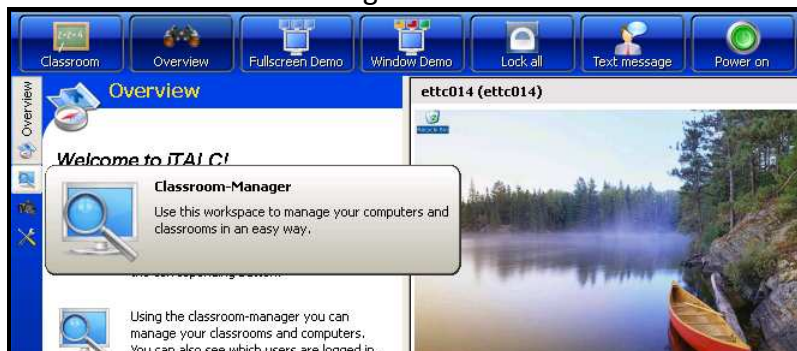 Classroom
Overview
Fullscreen Demo
Window Demo
Lock all
Text message
Power on
Overview
Overview
ettc014 (ettc014)
Recycle Bin
Welcome to iTALC!
Classroom-Manager
Use this workspace to manage your computers and
classrooms in an easy way.
Using the classroom-manager you can
manage your classrooms and computers.
You can also see which users are logged in